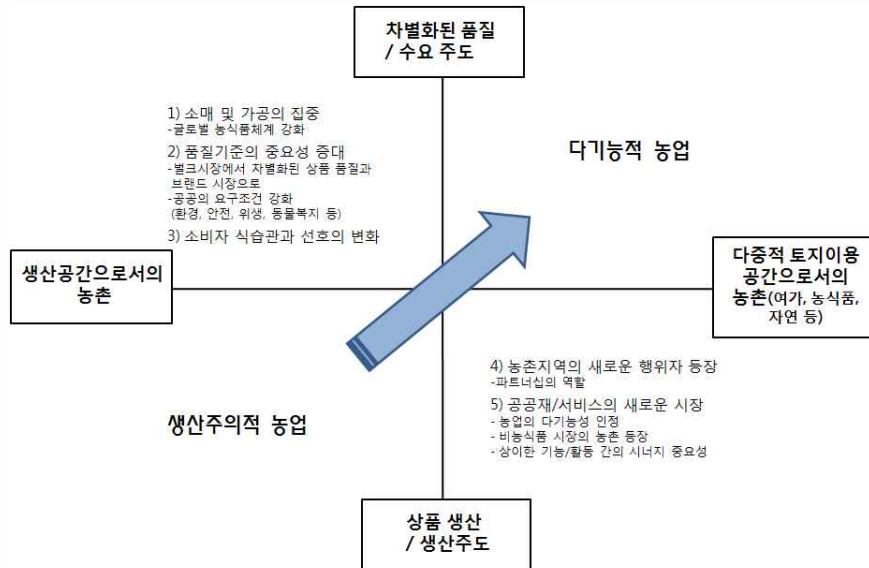 차별화된 품질
/ 수요 주도
1) 소매 및 가공의 집중
-글로벌 농식품체계 강화
2) 품질기준의 중요성 증대
-벌크시장에서 차별화된 상품 품질과
브랜드 시장으로
-공공의 요구조건 강화
(환경, 안전, 위생, 동물복지 등)
3) 소비자 식습관과 선호의 변화
다기능적 농업
생산공간으로서의
농촌
다중적 토지이용
공간으로서의
농촌(여가, 농식품,
자연 등)
4) 농촌지역의 새로운 행위자 등장
-파트너십의 역할
5) 공공재/서비스의 새로운 시장
- 농업의 다기능성 인정
- 비농식품 시장의 농촌 등장
- 상이한 기능/활동 간의 시너지 중요성
생산주의적 농업
상품 생산
/ 생산주도